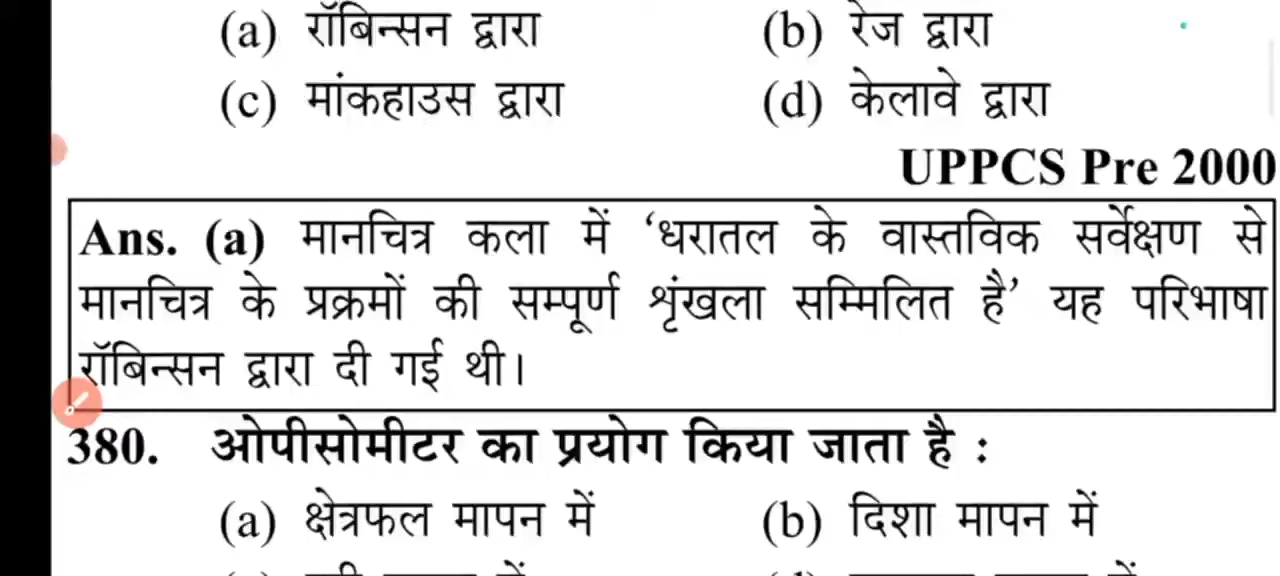 (a) रॉबिन्सन द्वारा (b) रेज द्वारा
(c) मांकहाउस द्वारा (d) केलावे द्वारा
UPPCS Pre 2000
Ans. (a) मानचित्र कला में ‘धरातल के वास्तविक सर्वेक्षण से
मानचित्र के प्रक्रमों की सम्पूर्ण शृंखला सम्मिलित है’ यह परिभाषा
रॉबिन्सन द्वारा दी गई थी।
380. ओपीसोमीटर का प्रयोग किया जाता है :
(a) क्षेत्रफल मापन में (b) दिशा मापन में